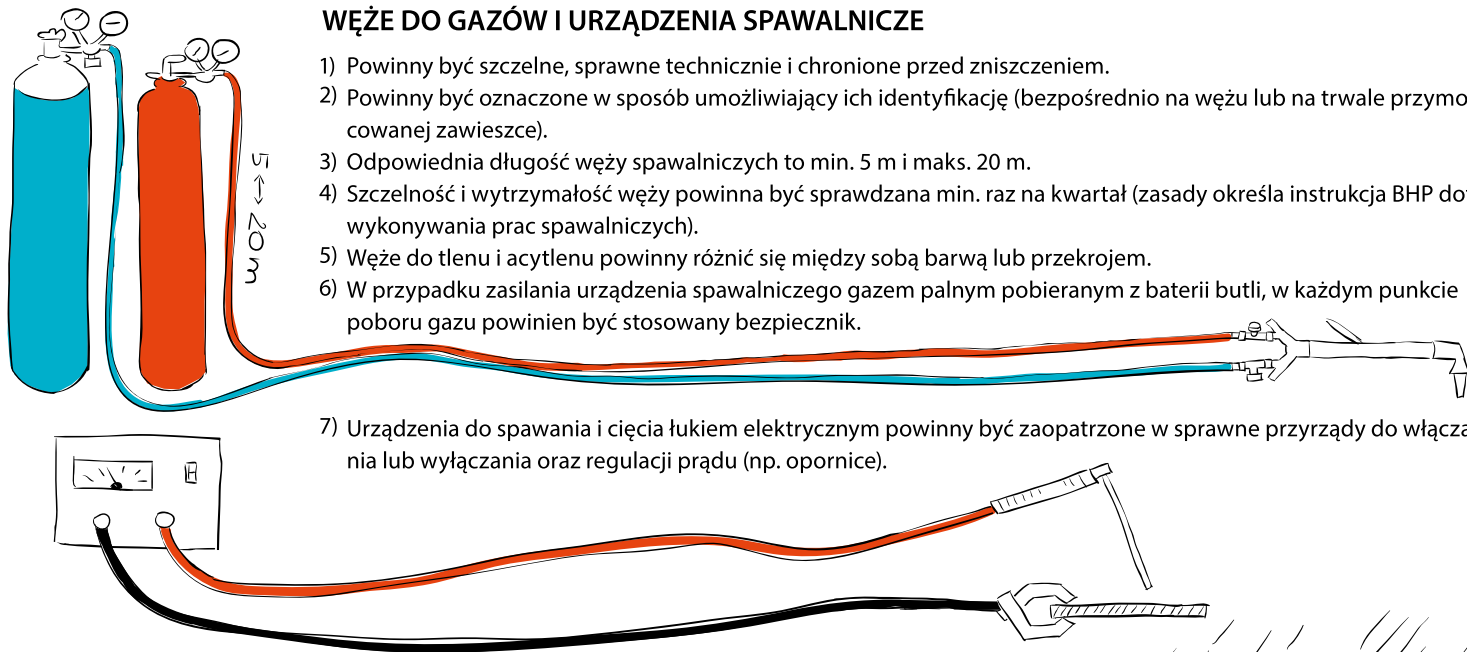 WĘŻE DO GAZÓW I URZĄDZENIA SPAWALNICZE
1) Powinny być szczelne, sprawne technicznie i chronione przed zniszczeniem.
2) Powinny być oznaczone w sposób umożliwiający ich identyfikację (bezpośrednio na wężu lub na trwale przymo
cowanej zawieszce).
3) Odpowiednia długość węży spawalniczych to min. 5 m i maks. 20 m.
4) Szczelność i wytrzymałość węży powinna być sprawdzana min. raz na kwartał (zasady określa instrukcja BHP do
wykonywania prac spawalniczych).
5) Węże do tlenu i acytlenu powinny różnić się między sobą barwą lub przekrojem.
6) W przypadku zasilania urządzenia spawalniczego gazem palnym pobieranym z baterii butli, w każdym punkcie
poboru gazu powinien być stosowany bezpiecznik.
5 ↔ 20 m
7) Urządzenia do spawania i cięcia łukiem elektrycznym powinny być zaopatrzone w sprawne przyrządy do włącza
nia lub wyłączania oraz regulacji prądu (np. opornice).